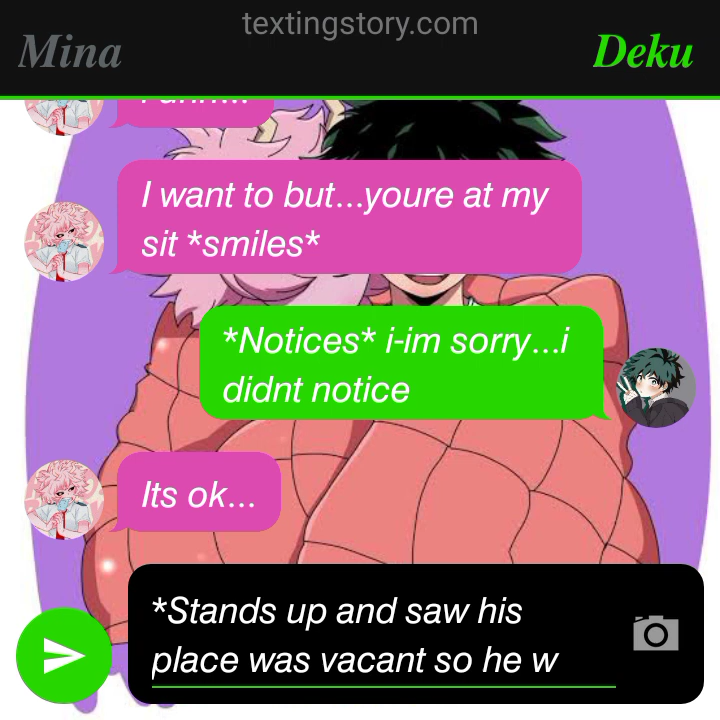 textingstory.com
Mina
Deku
I want to but...youre at my
sit *smiles*
*Notices* i-im sorry...i
didnt notice
Its ok...
*Stands up and saw his
place was vacant so he w